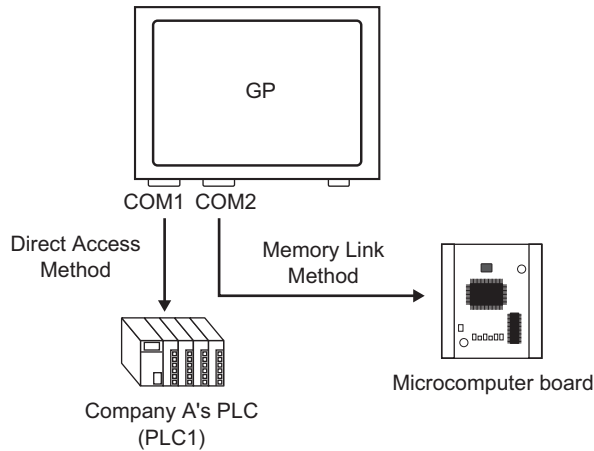 GP
COM1 COM2
Direct Access
Method
Memory Link
Method
Microcomputer board
Company A's PLC
(PLC1)